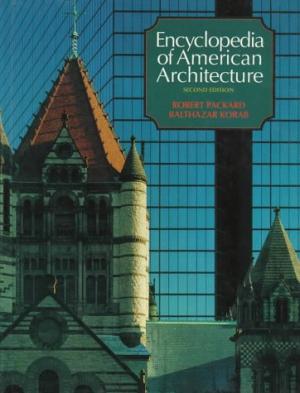 Encyclopedia
of American
Architecture
SECOND EDITION
ROBERT PACKARD
BALTHAZAR KORAB